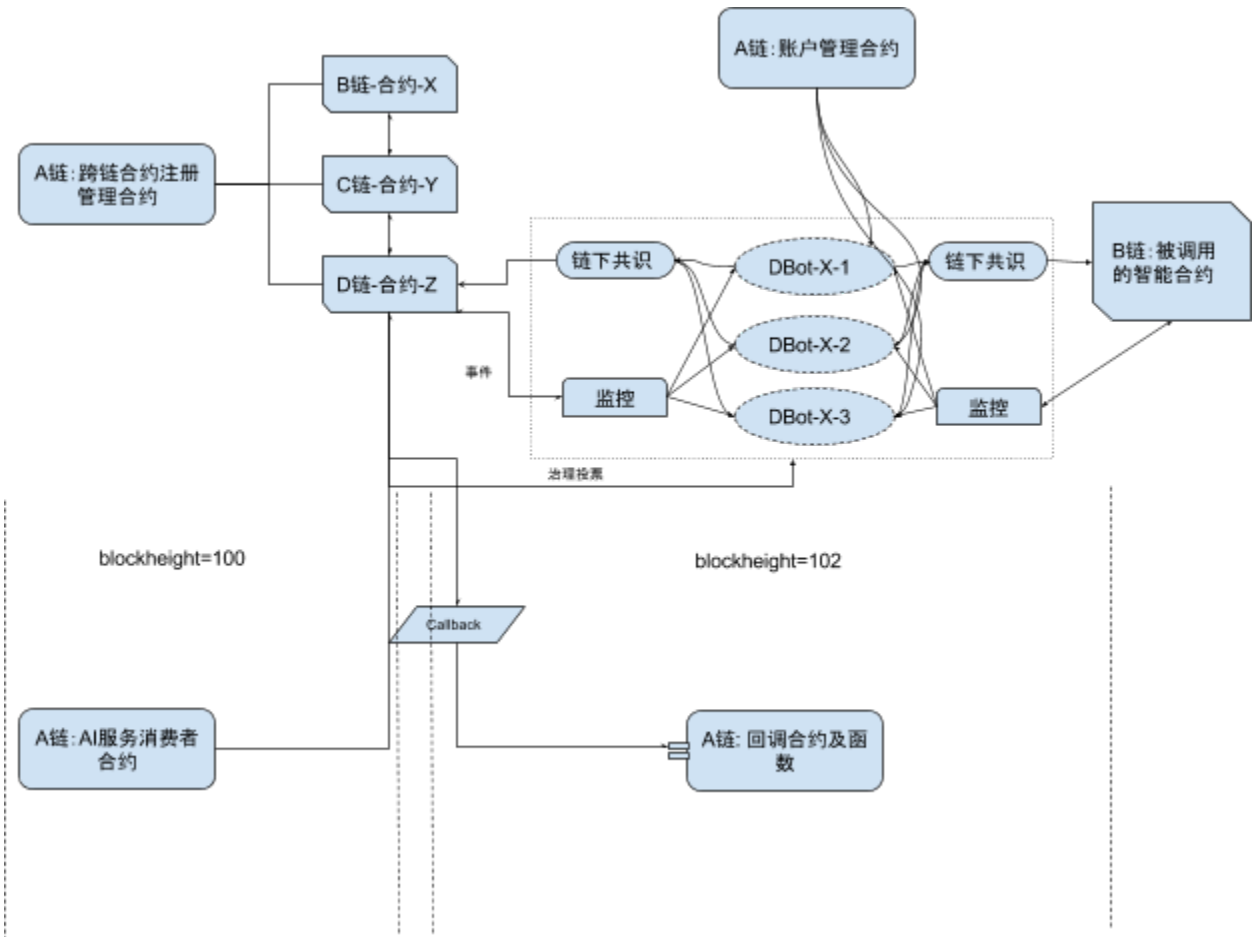 A链：账户管理合约
B链-合约-X
A链：跨链合约注册
管理合约
C链-合约-Y
D链-合约-Z
链下共识
DBot-X-1
链下共识
B链：被调用
的智能合约
DBot-X-2
事件
监控
DBot-X-3
监控
治理投票
blockheight=100
blockheight=102
Callback
A链：AI服务消费者
合约
A链: 回调合约及函
数